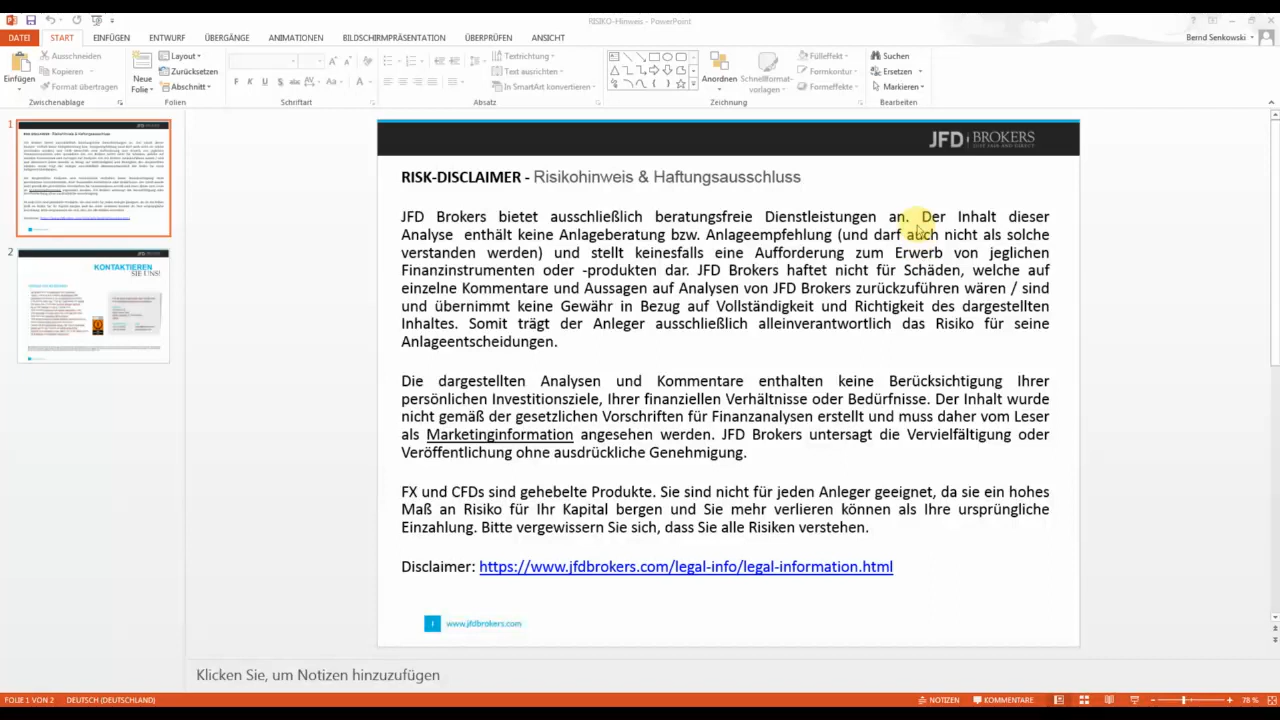 RISIKO-Hinweis - PowerPoint
DATEI START EINFÜGEN ENTWURF ÜBERGÄNGE ANIMATIONEN BILDSCHIRMPRÄSENTATION ÜBERPRÜFEN ANSICHT
Bernd Senkowski
Einfügen
Ausschneiden
Kopieren
Format übertragen
Zwischenablage
Neue Folie
Layout
Zurücksetzen
Abschnitt
Folien
F K U S abc AV Aa A
Schriftart
Textrichtung
Text ausrichten
In SmartArt konvertieren
Absatz
Anordnen
Schnellformat-
vorlagen
Fülleffekt
Formkontur
Formeffekte
Zeichnung
Suchen
Ersetzen
Markieren
Bearbeiten
1
2
KONTAKTIEREN
SIE UNS!
JFD BROKERS
JUST FAIR AND DIRECT
RISK-DISCLAIMER - Risikohinweis & Haftungsausschluss
JFD Brokers bietet ausschließlich beratungsfreie Dienstleistungen an. Der Inhalt dieser
Analyse enthält keine Anlageberatung bzw. Anlageempfehlung (und darf auch nicht als solche
verstanden werden) und stellt keinesfalls eine Aufforderung zum Erwerb von jeglichen
Finanzinstrumenten oder -produkten dar. JFD Brokers haftet nicht für Schäden, welche auf
einzelne Kommentare und Aussagen auf Analysen von JFD Brokers zurückzuführen wären / sind
und übernimmt keine Gewähr in Bezug auf Vollständigkeit und Richtigkeit des dargestellten
Inhaltes. Somit trägt der Anleger ausschließlich alleinverantwortlich das Risiko für seine
Anlageentscheidungen.
Die dargestellten Analysen und Kommentare enthalten keine Berücksichtigung Ihrer
persönlichen Investitionsziele, Ihrer finanziellen Verhältnisse oder Bedürfnisse. Der Inhalt wurde
nicht gemäß der gesetzlichen Vorschriften für Finanzanalysen erstellt und muss daher vom Leser
als Marketinginformation angesehen werden. JFD Brokers untersagt die Vervielfältigung oder
Veröffentlichung ohne ausdrückliche Genehmigung.
FX und CFDs sind gehebelte Produkte. Sie sind nicht für jeden Anleger geeignet, da sie ein hohes
Maß an Risiko für Ihr Kapital bergen und Sie mehr verlieren können als Ihre ursprüngliche
Einzahlung. Bitte vergewissern Sie sich, dass Sie alle Risiken verstehen.
Disclaimer: https://www.jfdbrokers.com/legal-info/legal-information.html
www.jfdbrokers.com
Klicken Sie, um Notizen hinzuzufügen
FOLIE 1 VON 2 DEUTSCH (DEUTSCHLAND) NOTIZEN KOMMENTARE 78 %